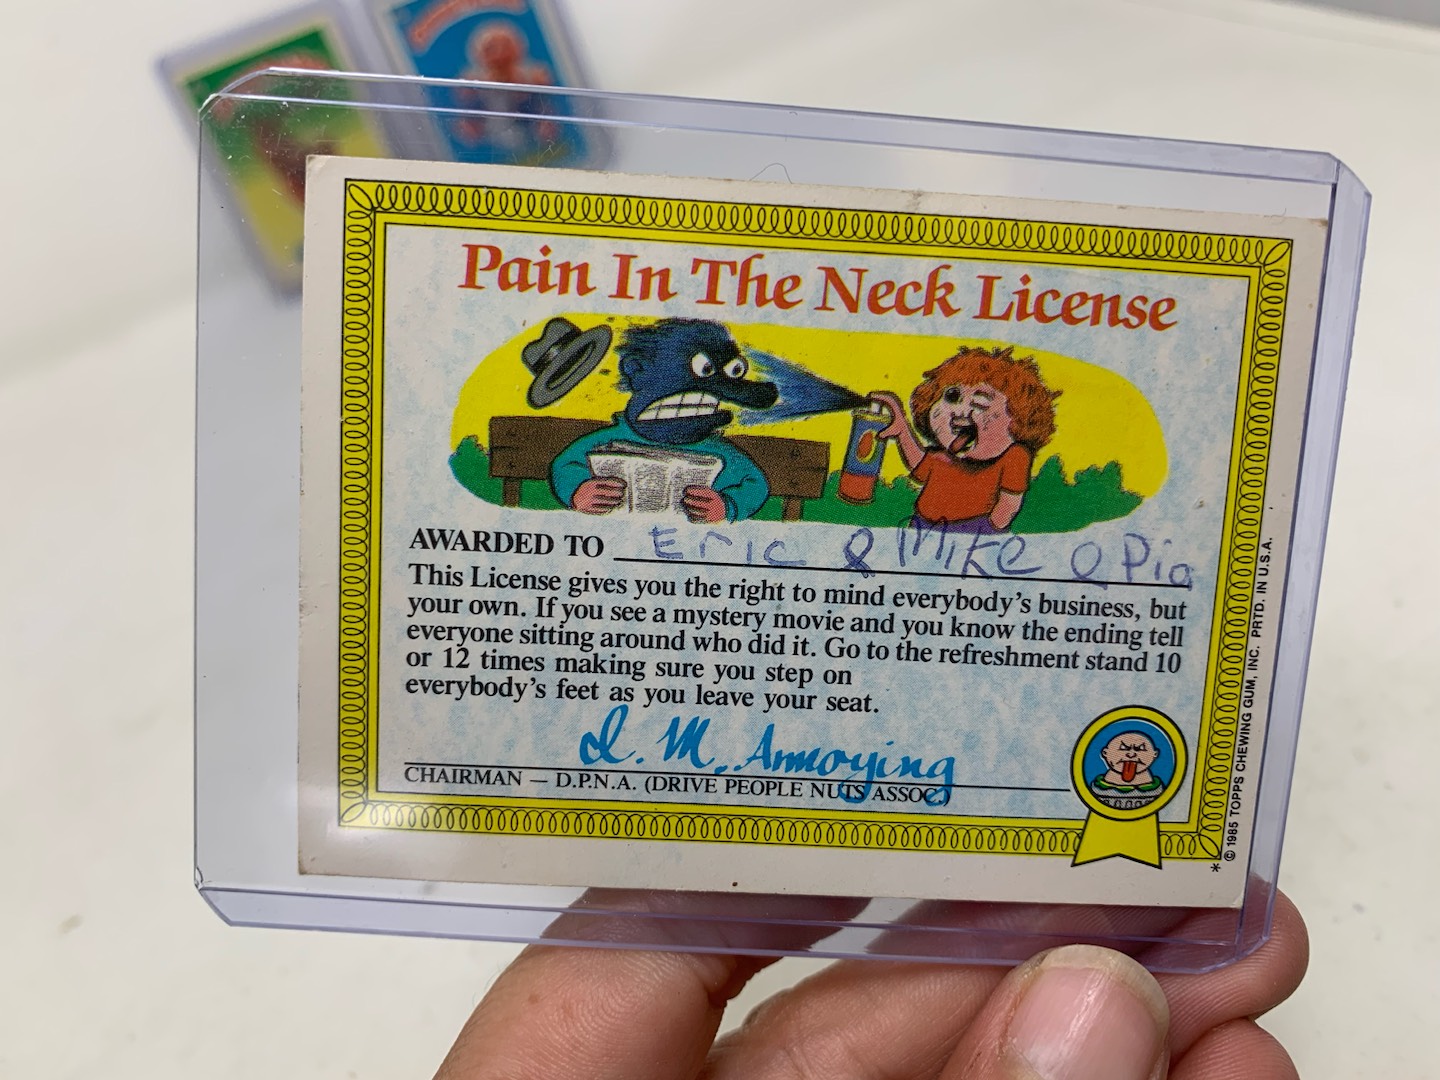 Pain In The Neck License
AWARDED TO Eric & Mike & Pia
This License gives you the right to mind everybody's business, but
your own. If you see a mystery movie and you know the ending tell
everyone sitting around who did it. Go to the refreshment stand 10
or 12 times making sure you step on
everybody's feet as you leave your seat.
I. M. Annoying
CHAIRMAN — D.P.N.A. (DRIVE PEOPLE NUTS ASSOC.)
* © 1985 TOPPS CHEWING GUM, INC. PRTD. IN U.S.A.